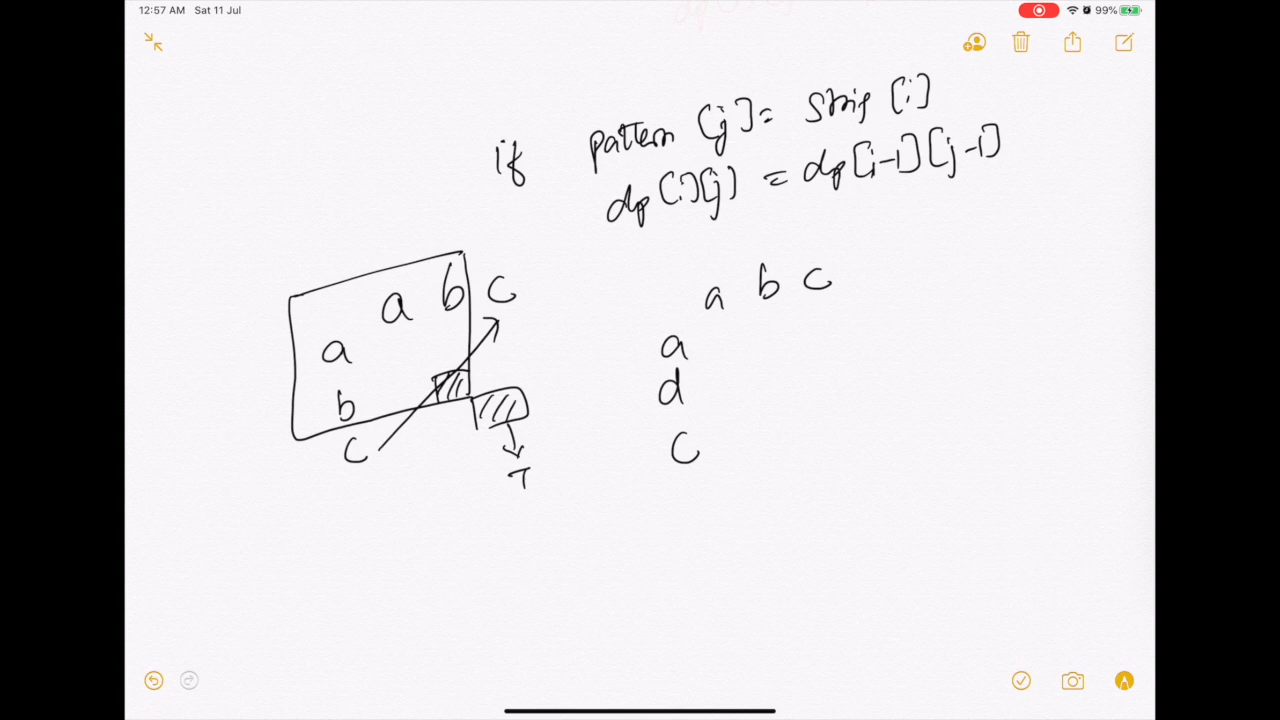 12:57 AM Sat 11 Jul
99%
if pattern [j] = String [i]
dp[i][j] = dp[i-1][j-1]
a b c
a
b
c
T
a b c
a
d
c